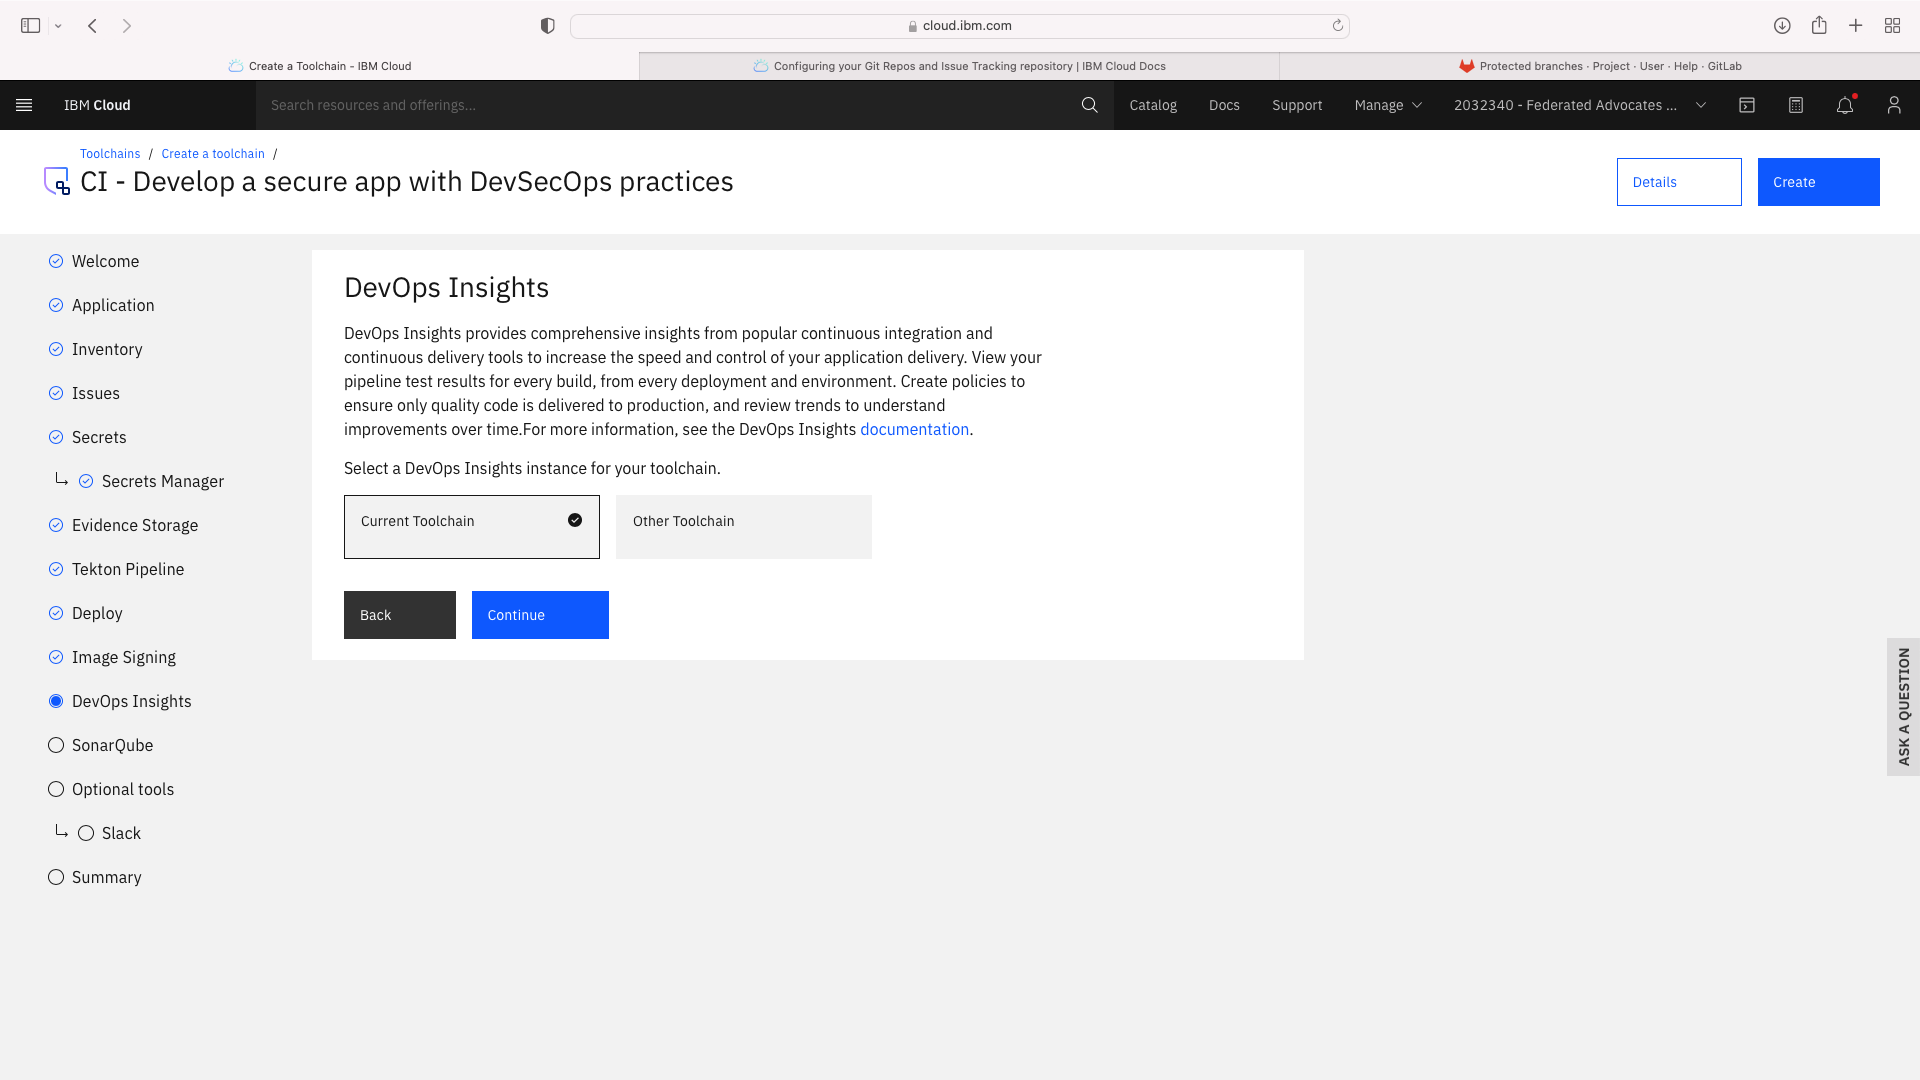 cloud.ibm.com
Create a Toolchain - IBM Cloud
Configuring your Git Repos and Issue Tracking repository | IBM Cloud Docs
Protected branches · Project · User · Help · GitLab
IBM Cloud
Search resources and offerings...
Catalog
Docs
Support
Manage
2032340 - Federated Advocates ...
Toolchains / Create a toolchain /
CI - Develop a secure app with DevSecOps practices
Details
Create
Welcome
Application
Inventory
Issues
Secrets
Secrets Manager
Evidence Storage
Tekton Pipeline
Deploy
Image Signing
DevOps Insights
SonarQube
Optional tools
Slack
Summary
DevOps Insights
DevOps Insights provides comprehensive insights from popular continuous integration and
continuous delivery tools to increase the speed and control of your application delivery. View your
pipeline test results for every build, from every deployment and environment. Create policies to
ensure only quality code is delivered to production, and review trends to understand
improvements over time.For more information, see the DevOps Insights documentation.
Select a DevOps Insights instance for your toolchain.
Current Toolchain
Other Toolchain
Back
Continue
ASK A QUESTION